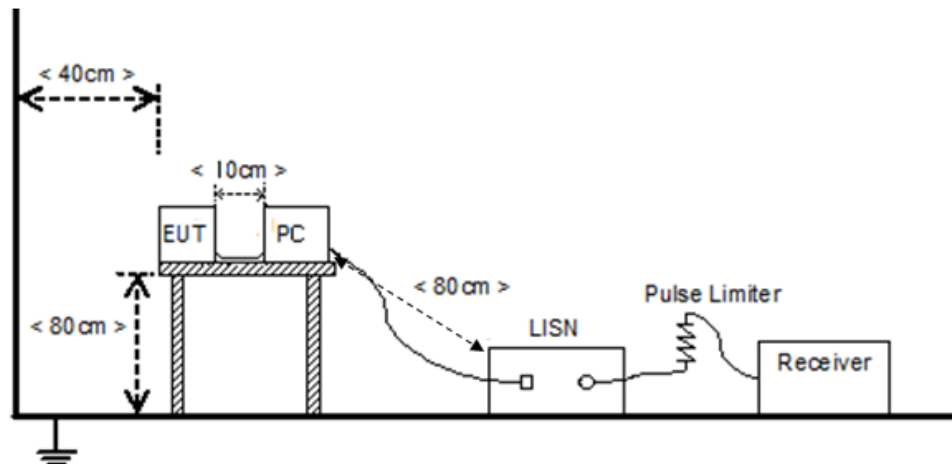 < 40cm >
< 10cm >
EUT
PC
< 80cm >
< 80cm >
Pulse Limiter
LISN
Receiver